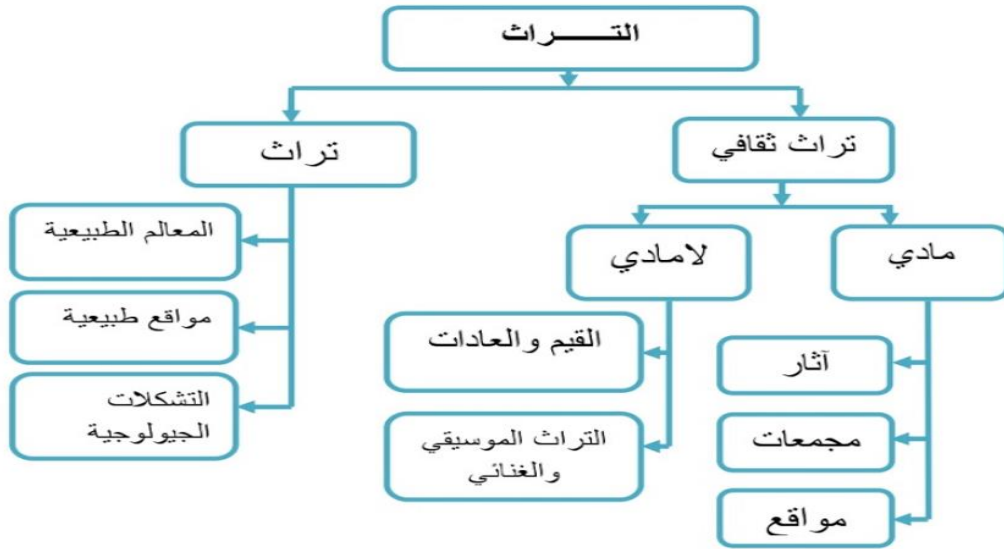 التـــــراث
تراث ثقافي
تراث
مادي
لامادي
آثار
مجمعات
مواقع
القيم والعادات
التراث الموسيقي
والغنائي
المعالم الطبيعية
مواقع طبيعية
التشكلات
الجيولوجية